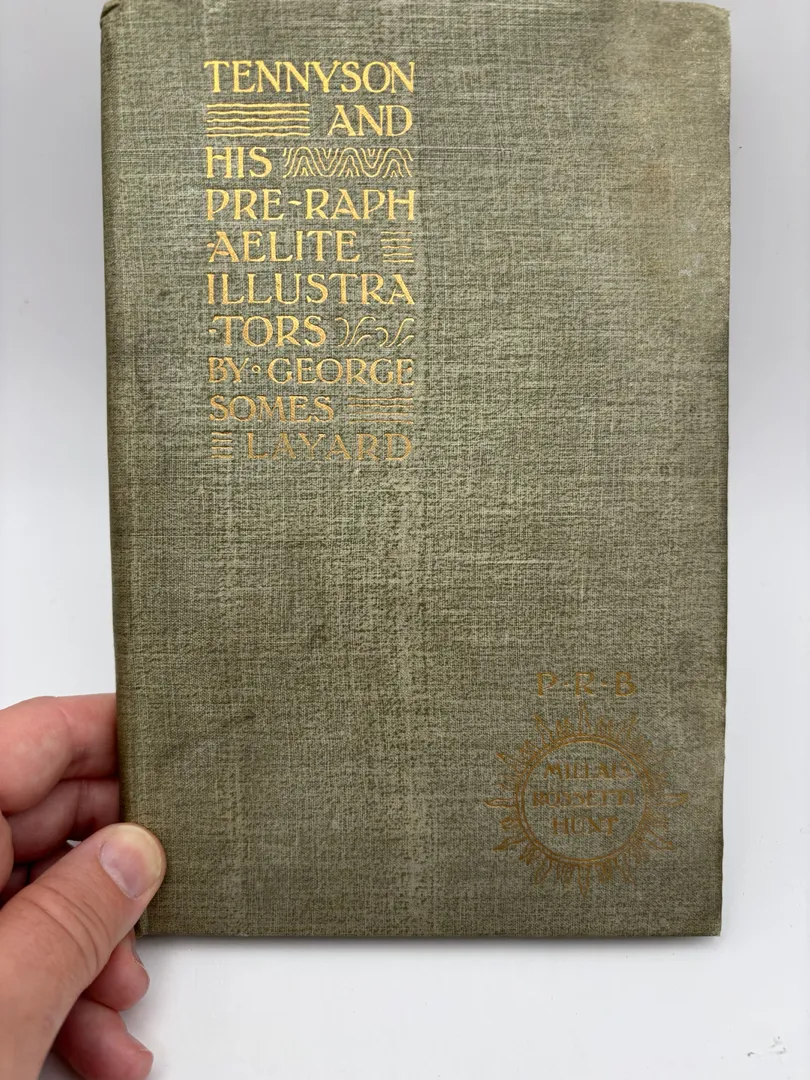 TENNYSON
AND
HIS
PRE-RAPH
-AELITE
ILLUSTRA
-TORS
BY GEORGE
SOMES
LAYARD
P-R-B
MILLAIS
ROSSETTI
HUNT